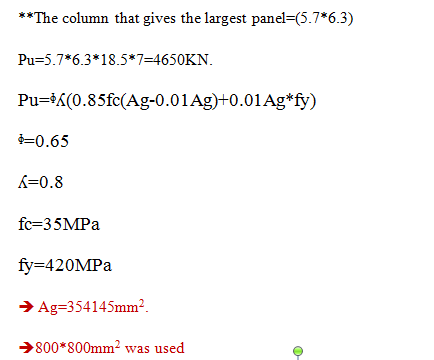 **The column that gives the largest panel=(5.7*6.3)
Pu=5.7*6.3*18.5*7=4650KN.
Pu=ᶲʎ(0.85fc(Ag-0.01Ag)+0.01Ag*fy)
ᶲ=0.65
ʎ=0.8
fc=35MPa
fy=420MPa
➔ Ag=354145mm².
➔800*800mm² was used